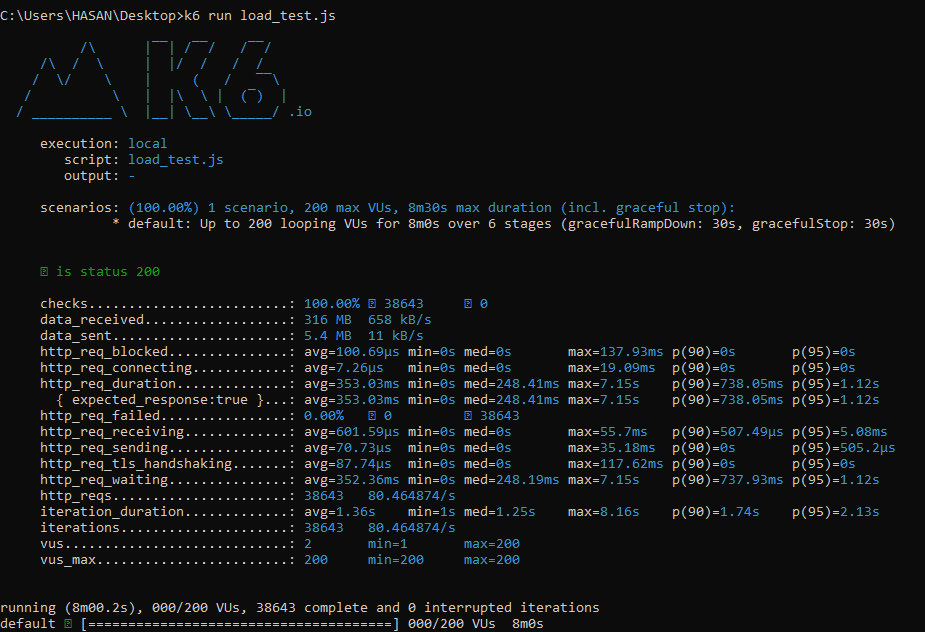 C:\Users\HASAN\Desktop>k6 run load_test.js
.io
execution: local
script: load_test.js
output: -
scenarios: (100.00%) 1 scenario, 200 max VUs, 8m30s max duration (incl. graceful stop):
* default: Up to 200 looping VUs for 8m0s over 6 stages (gracefulRampDown: 30s, gracefulStop: 30s)
is status 200
checks.........................: 100.00% 38643 0
data_received..................: 316 MB 658 kB/s
data_sent......................: 5.4 MB 11 kB/s
http_req_blocked...............: avg=100.69µs min=0s med=0s max=137.93ms p(90)=0s p(95)=0s
http_req_connecting............: avg=7.26µs min=0s med=0s max=19.09ms p(90)=0s p(95)=0s
http_req_duration..............: avg=353.03ms min=0s med=248.41ms max=7.15s p(90)=738.05ms p(95)=1.12s
{ expected_response:true }...: avg=353.03ms min=0s med=248.41ms max=7.15s p(90)=738.05ms p(95)=1.12s
http_req_failed................: 0.00% 0 38643
http_req_receiving.............: avg=601.59µs min=0s med=0s max=55.7ms p(90)=507.49µs p(95)=5.08ms
http_req_sending...............: avg=70.73µs min=0s med=0s max=35.18ms p(90)=0s p(95)=505.2µs
http_req_tls_handshaking.......: avg=87.74µs min=0s med=0s max=117.62ms p(90)=0s p(95)=0s
http_req_waiting...............: avg=352.36ms min=0s med=248.19ms max=7.15s p(90)=737.93ms p(95)=1.12s
http_reqs......................: 38643 80.464874/s
iteration_duration.............: avg=1.36s min=1s med=1.25s max=8.16s p(90)=1.74s p(95)=2.13s
iterations.....................: 38643 80.464874/s
vus............................: 2 min=1 max=200
vus_max........................: 200 min=200 max=200
running (8m00.2s), 000/200 VUs, 38643 complete and 0 interrupted iterations
default [======================================] 000/200 VUs 8m0s